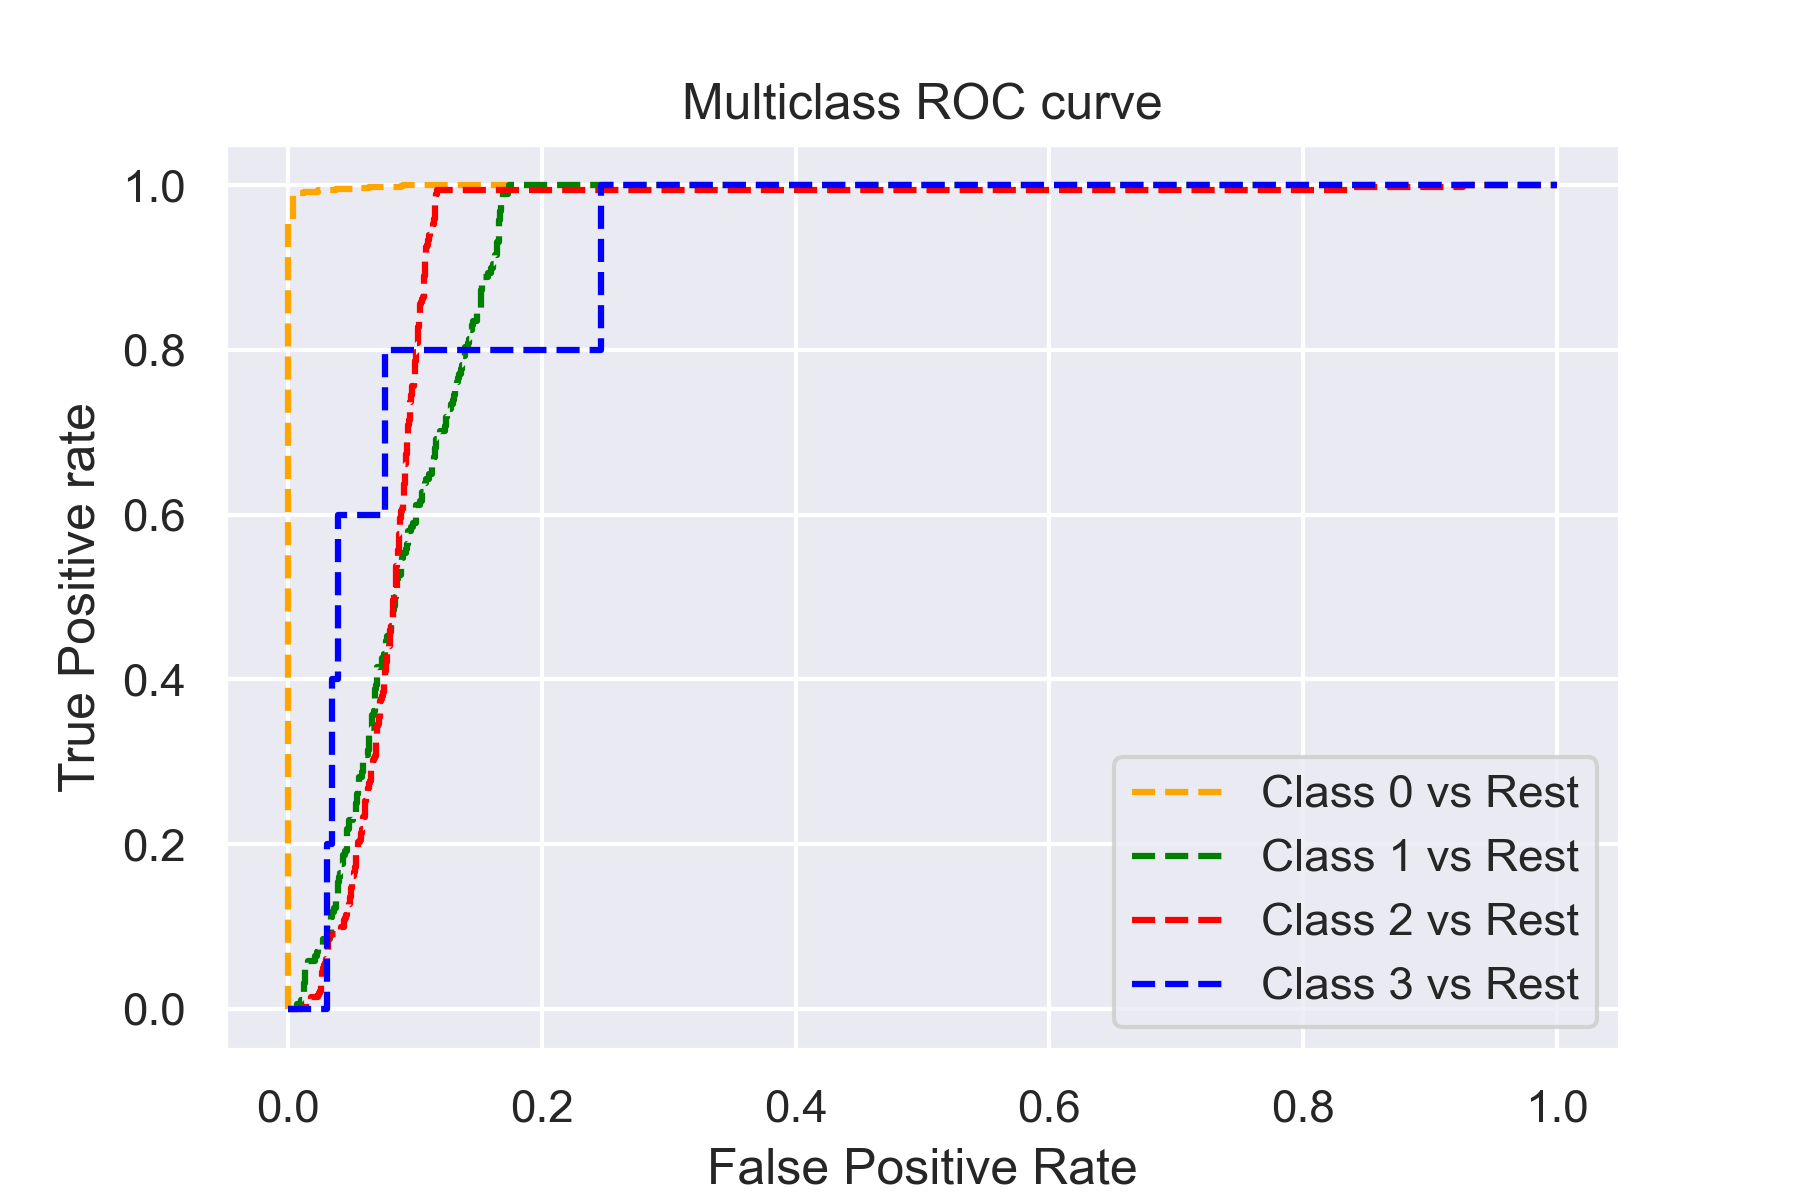 Multiclass ROC curve
True Positive rate
1.0
0.8
0.6
0.4
0.2
0.0
Class 0 vs Rest
Class 1 vs Rest
Class 2 vs Rest
Class 3 vs Rest
0.0 0.2 0.4 0.6 0.8 1.0
False Positive Rate